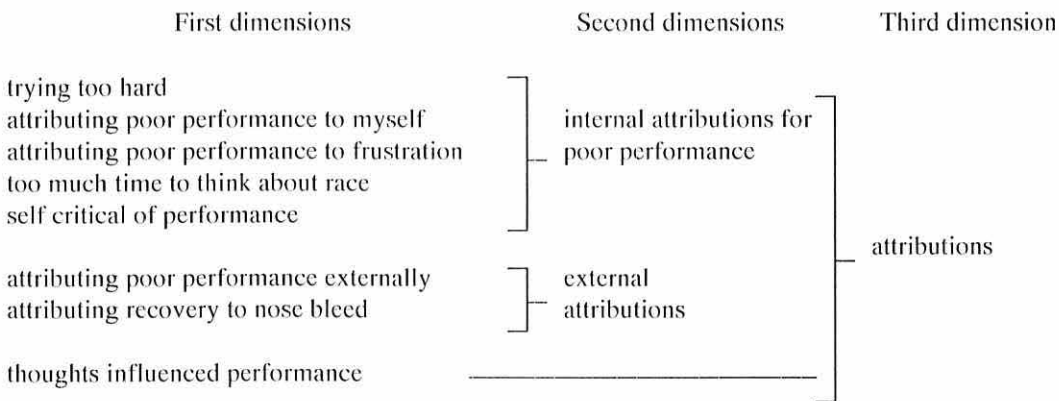 First dimensions Second dimensions Third dimension
trying too hard
attributing poor performance to myself
attributing poor performance to frustration
too much time to think about race
self critical of performance
internal attributions for
poor performance
attributing poor performance externally
attributing recovery to nose bleed
external
attributions
thoughts influenced performance
attributions